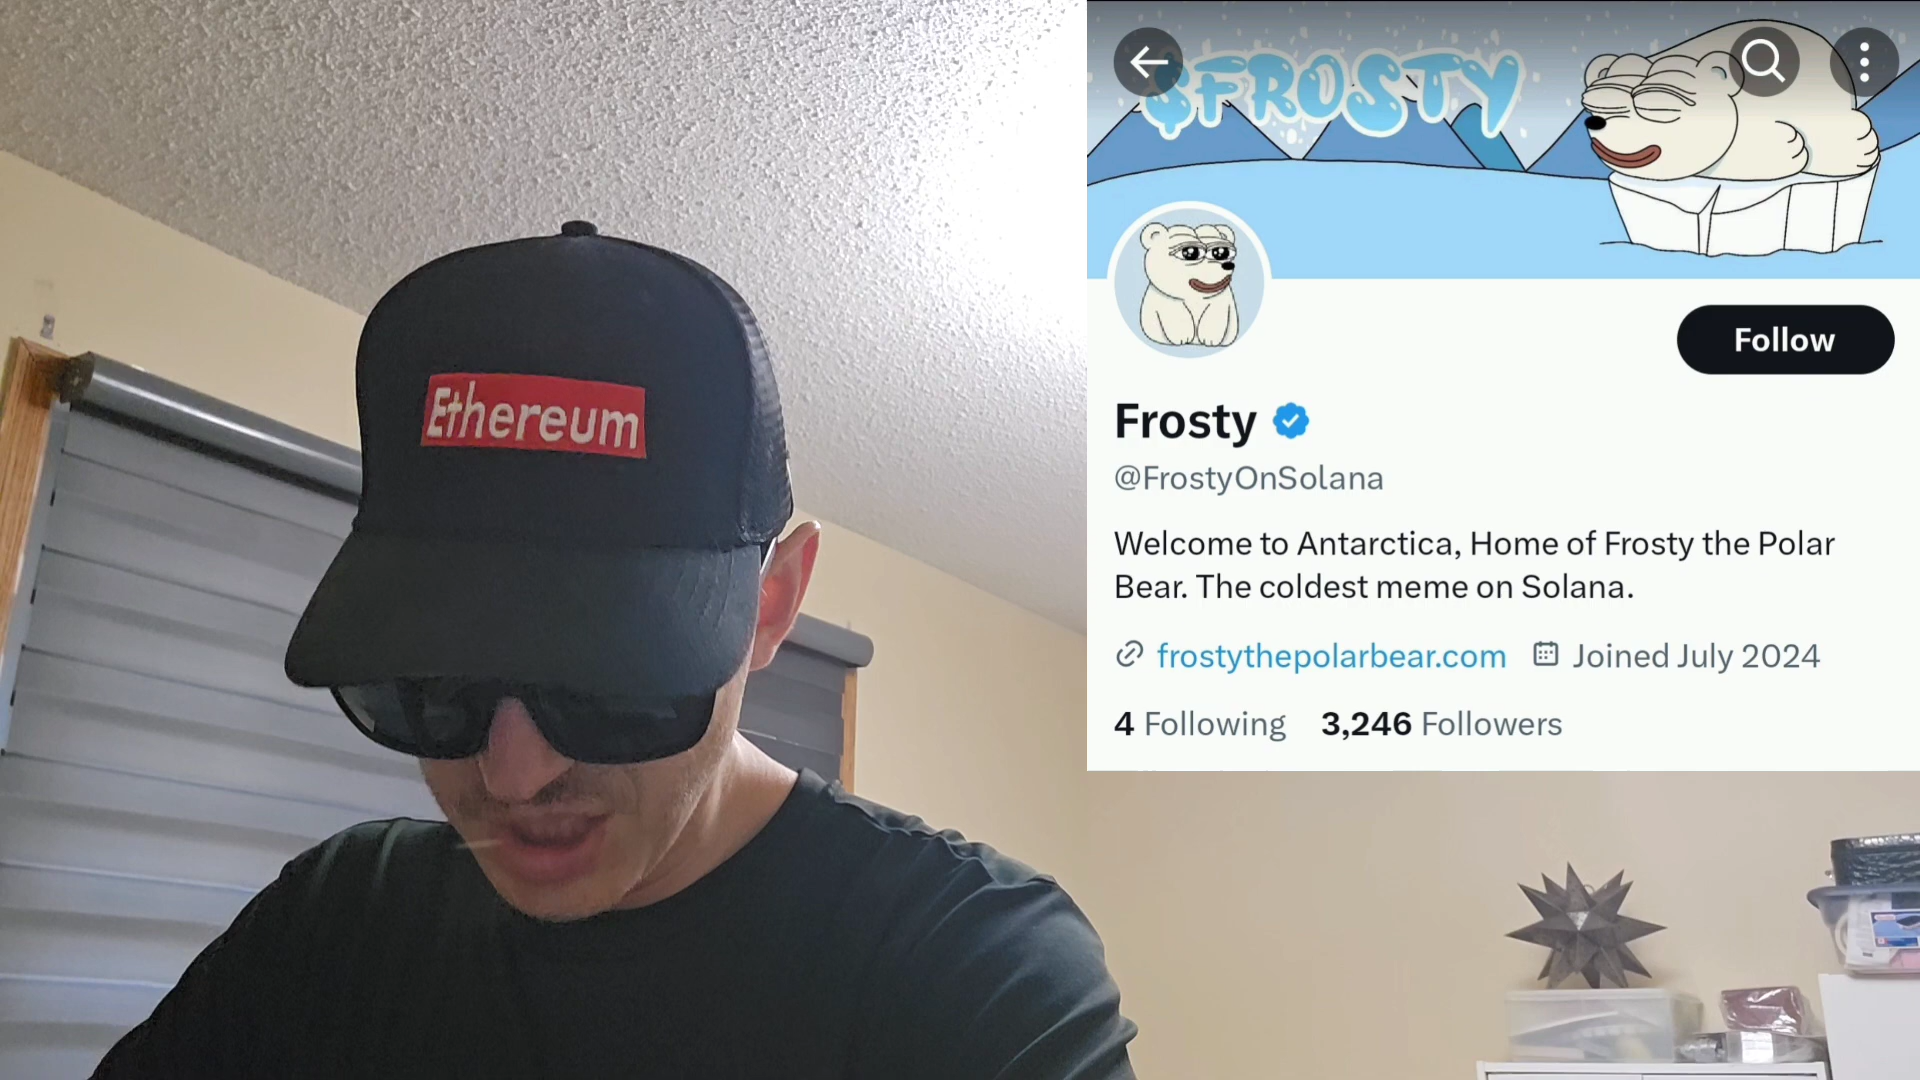 Ethereum
$FROSTY
Follow
Frosty
@FrostyOnSolana
Welcome to Antarctica, Home of Frosty the Polar
Bear. The coldest meme on Solana.
frostythepolarbear.com Joined July 2024
4 Following 3,246 Followers